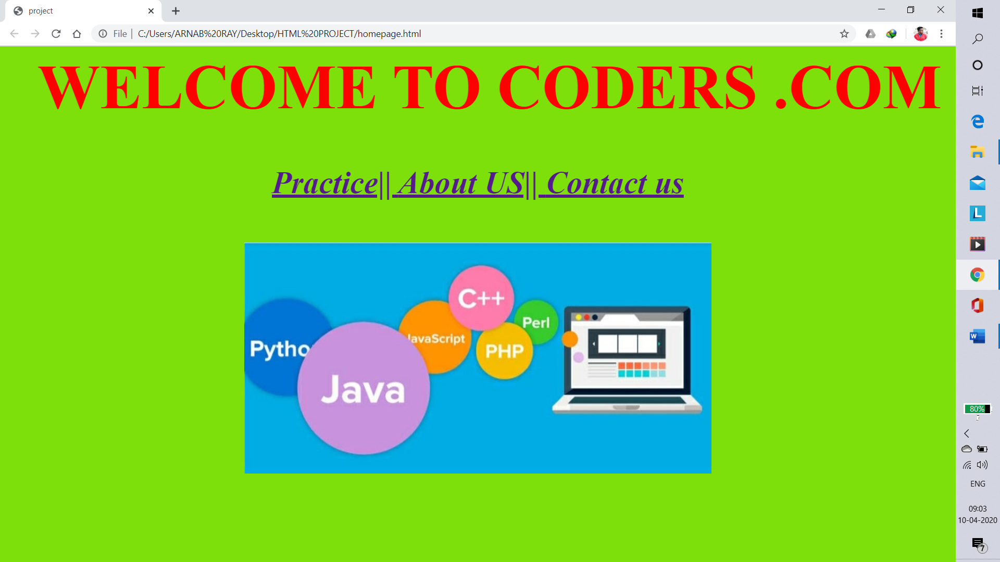 project
File | C:/Users/ARNAB%20RAY/Desktop/HTML%20PROJECT/homepage.html
WELCOME TO CODERS .COM
Practice|| About US|| Contact us
C++
Perl
JavaScript
PHP
Pytho
Java
L
W
80%
ENG
09:03
10-04-2020
7